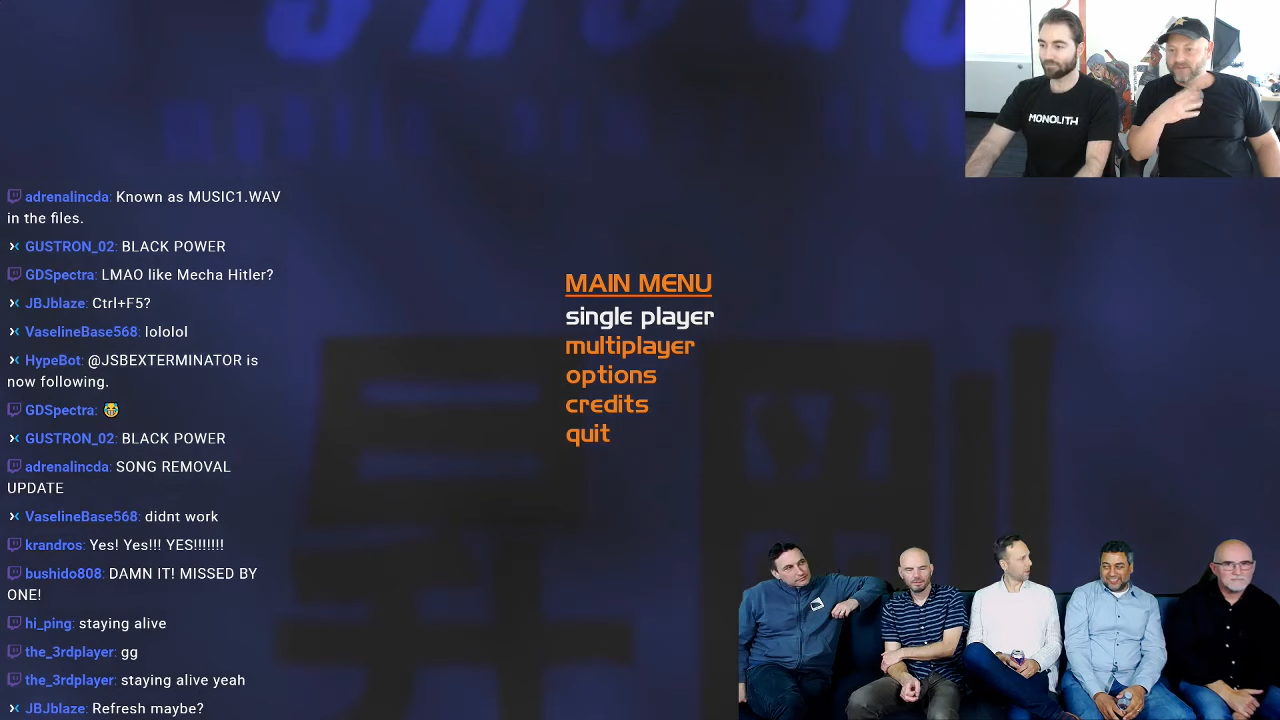 SHOGO
MONOLITH
adrenalincda: Known as MUSIC1.WAV
in the files.
GUSTRON_02: BLACK POWER
GDSpectra: LMAO like Mecha Hitler?
JBJblaze: Ctrl+F5?
VaselineBase568: lololol
HypeBot: @JSBEXTERMINATOR is
now following.
GDSpectra: 😭
GUSTRON_02: BLACK POWER
adrenalincda: SONG REMOVAL
UPDATE
VaselineBase568: didnt work
krandros: Yes! Yes!!! YES!!!!!!!
bushido808: DAMN IT! MISSED BY
ONE!
hi_ping: staying alive
the_3rdplayer: gg
the_3rdplayer: staying alive yeah
JBJblaze: Refresh maybe?
MAIN MENU
single player
multiplayer
options
credits
quit